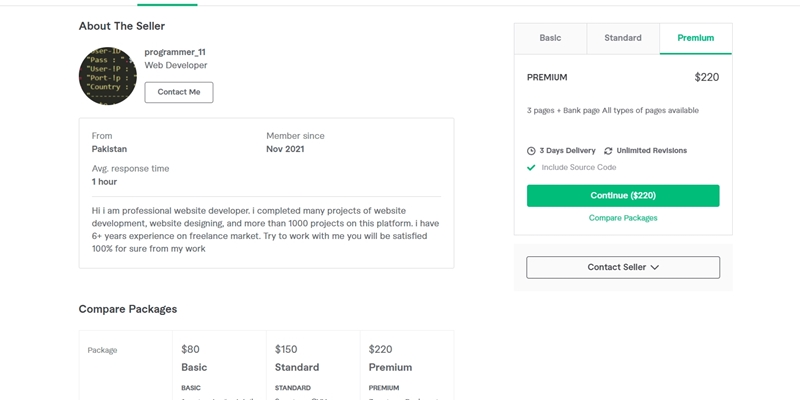 About The Seller
programmer_11
Web Developer
Contact Me
"Pass : "
"User-IP
"Port-ip
"Country :
From
Pakistan
Member since
Nov 2021
Avg. response time
1 hour
Hi i am professional website developer. i completed many projects of website
development, website designing, and more than 1000 projects on this platform. i have
6+ years experience on freelance market. Try to work with me you will be satisfied
100% for sure from my work
Compare Packages
Package
$80
Basic
BASIC
$150
Standard
STANDARD
$220
Premium
PREMIUM
Basic
Standard
Premium
PREMIUM
$220
3 pages + Bank page All types of pages available
3 Days Delivery
Unlimited Revisions
Include Source Code
Continue ($220)
Compare Packages
Contact Seller